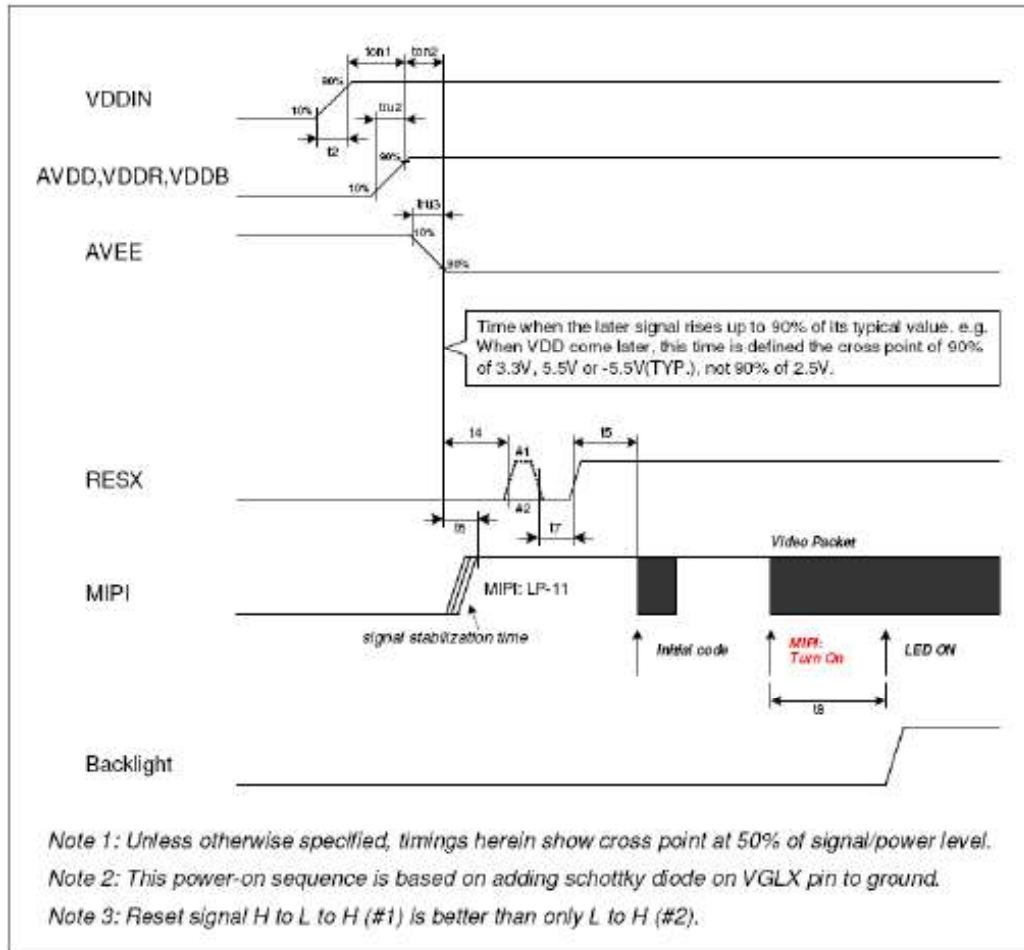 ton1 ton2
VDDIN
90%
10%
tru2
t2
AVDD,VDDR,VDDB
90%
10%
tru3
AVEE
10%
90%
Time when the later signal rises up to 90% of its typical value. e.g.
When VDD come later, this time is defined the cross point of 90%
of 3.3V, 5.5V or -5.5V(TYP.), not 90% of 2.5V.
t4
#1
t5
RESX
#2
t6
t7
Video Packet
MIPI
MIPI: LP-11
signal stabilization time
Initial code
MIPI:
Turn On
LED ON
t8
Backlight
Note 1: Unless otherwise specified, timings herein show cross point at 50% of signal/power level.
Note 2: This power-on sequence is based on adding schottky diode on VGLX pin to ground.
Note 3: Reset signal H to L to H (#1) is better than only L to H (#2).